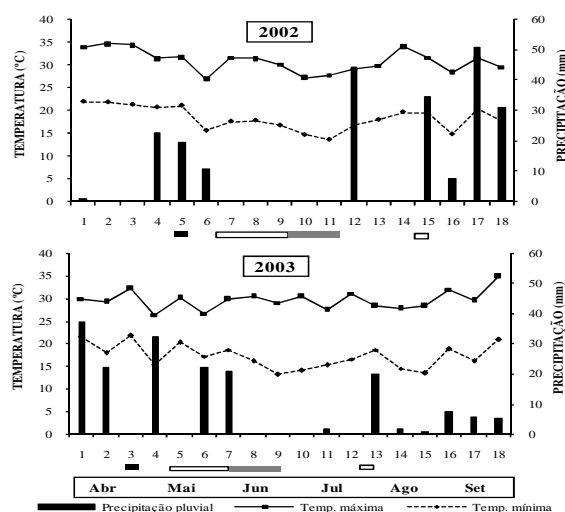 2002
TEMPERATURA (ºC)
PRECIPITAÇÃO (mm)
40 35 30 25 20 15 10 5 0
60 50 40 30 20 10 0
1 2 3 4 5 6 7 8 9 10 11 12 13 14 15 16 17 18
2003
TEMPERATURA (ºC)
PRECIPITAÇÃO (mm)
40 35 30 25 20 15 10 5 0
60 50 40 30 20 10 0
1 2 3 4 5 6 7 8 9 10 11 12 13 14 15 16 17 18
Abr Mai Jun Jul Ago Set
Precipitação pluvial Temp. máxima Temp. mínima